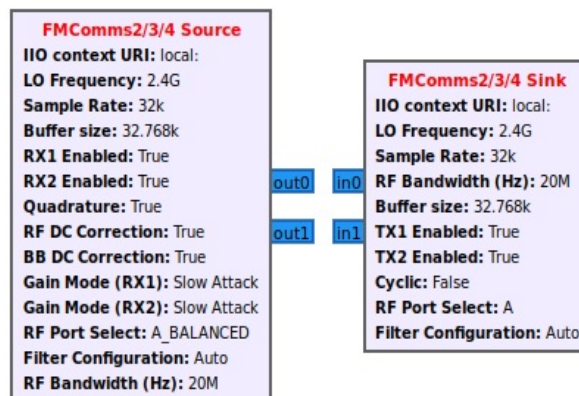 FMComms2/3/4 Source
IIO context URI: local:
LO Frequency: 2.4G
Sample Rate: 32k
Buffer size: 32.768k
RX1 Enabled: True
RX2 Enabled: True
Quadrature: True
RF DC Correction: True
BB DC Correction: True
Gain Mode (RX1): Slow Attack
Gain Mode (RX2): Slow Attack
RF Port Select: A_BALANCED
Filter Configuration: Auto
RF Bandwidth (Hz): 20M
out0
out1
in0
in1
FMComms2/3/4 Sink
IIO context URI: local:
LO Frequency: 2.4G
Sample Rate: 32k
RF Bandwidth (Hz): 20M
Buffer size: 32.768k
TX1 Enabled: True
TX2 Enabled: True
Cyclic: False
RF Port Select: A
Filter Configuration: Auto